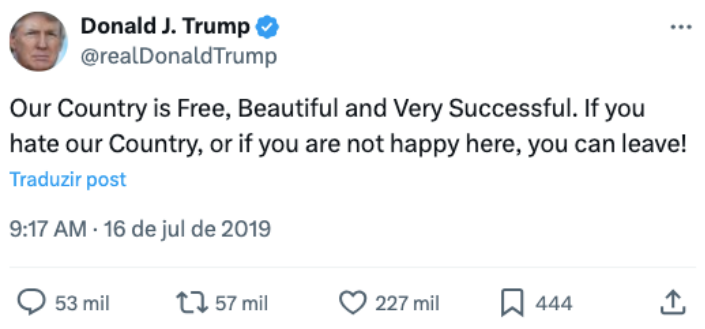 Donald J. Trump
@realDonaldTrump
Our Country is Free, Beautiful and Very Successful. If you
hate our Country, or if you are not happy here, you can leave!
Traduzir post
9:17 AM · 16 de jul de 2019
53 mil 57 mil 227 mil 444